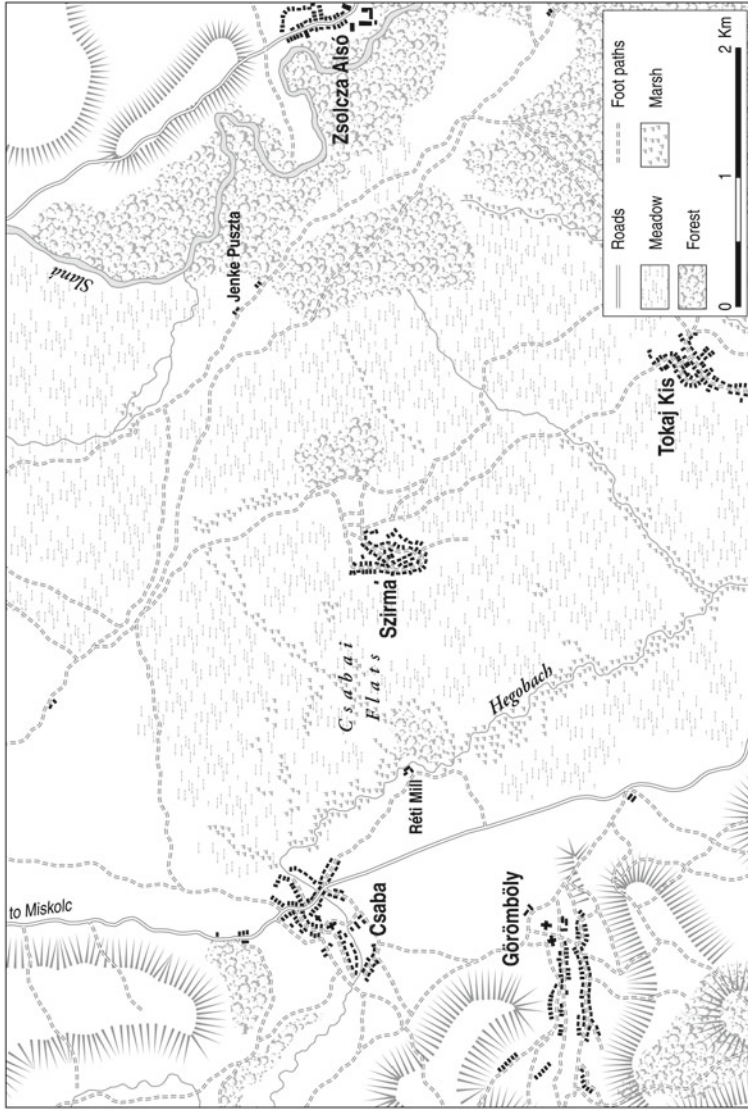 to Miskolc
Slaná
Zsolcza Alsó
Jenke Puszta
Csabai
Flats
Szirma
Hegobach
Réti Mill
Csaba
Görömböly
Tokaj Kis
Roads
Foot paths
Meadow
Marsh
Forest
0 1 2 Km